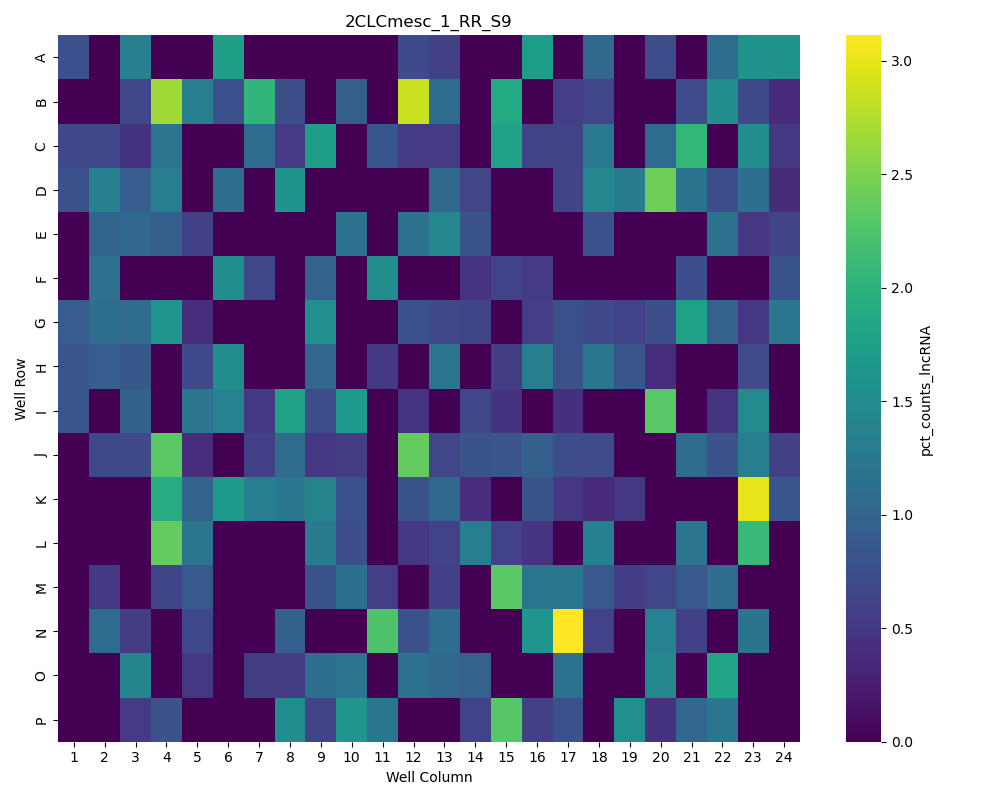 2CLCmesc_1_RR_S9
A
B
C
D
E
F
G
H
I
J
K
L
M
N
O
P
Well Row
1 2 3 4 5 6 7 8 9 10 11 12 13 14 15 16 17 18 19 20 21 22 23 24
Well Column
3.0
2.5
2.0
1.5
1.0
0.5
0.0
pct_counts_lncRNA